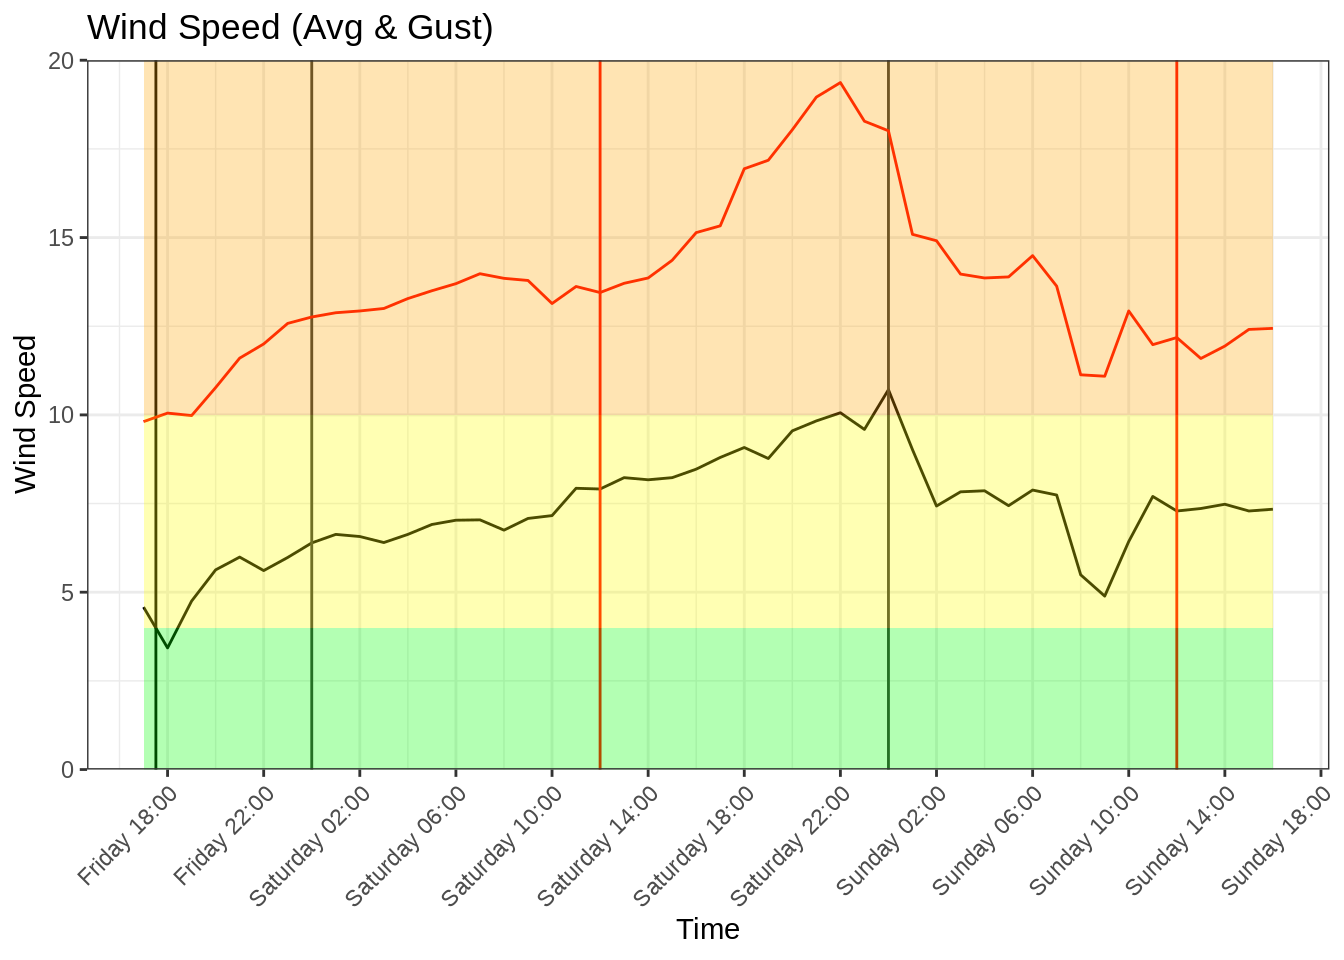 Wind Speed (Avg & Gust)
Wind Speed
20
15
10
5
0
Friday 18:00
Friday 22:00
Saturday 02:00
Saturday 06:00
Saturday 10:00
Saturday 14:00
Saturday 18:00
Saturday 22:00
Sunday 02:00
Sunday 06:00
Sunday 10:00
Sunday 14:00
Sunday 18:00
Time